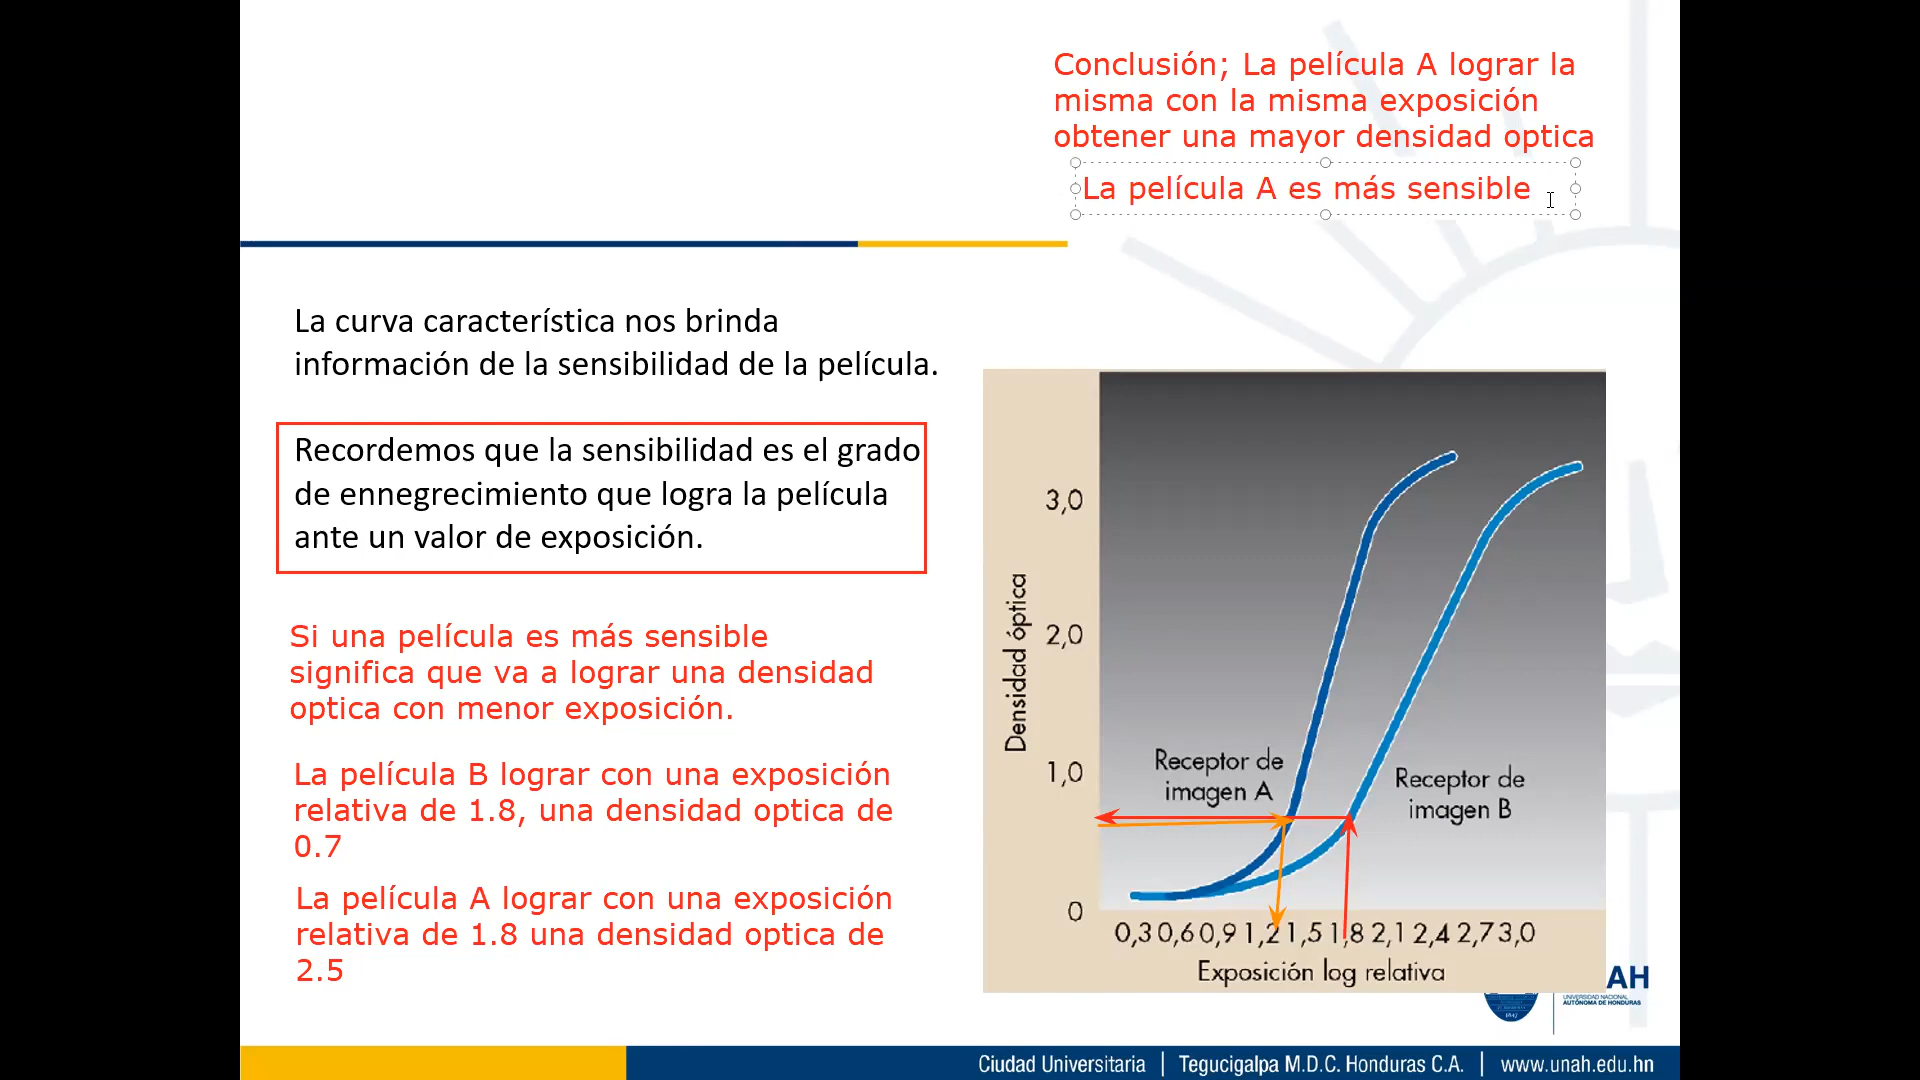 Conclusión; La película A lograr la
misma con la misma exposición
obtener una mayor densidad optica
La película A es más sensible
La curva característica nos brinda
información de la sensibilidad de la película.
Recordemos que la sensibilidad es el grado
de ennegrecimiento que logra la película
ante un valor de exposición.
Si una película es más sensible
significa que va a lograr una densidad
optica con menor exposición.
La película B lograr con una exposición
relativa de 1.8, una densidad optica de
0.7
La película A lograr con una exposición
relativa de 1.8 una densidad optica de
2.5
Densidad óptica
3,0
2,0
1,0
0
Receptor de
imagen A
Receptor de
imagen B
0,3 0,6 0,9 1,2 1,5 1,8 2,1 2,4 2,7 3,0
Exposición log relativa
AH
UNIVERSIDAD NACIONAL
AUTÓNOMA DE HONDURAS
Ciudad Universitaria | Tegucigalpa M.D.C. Honduras C.A. | www.unah.edu.hn